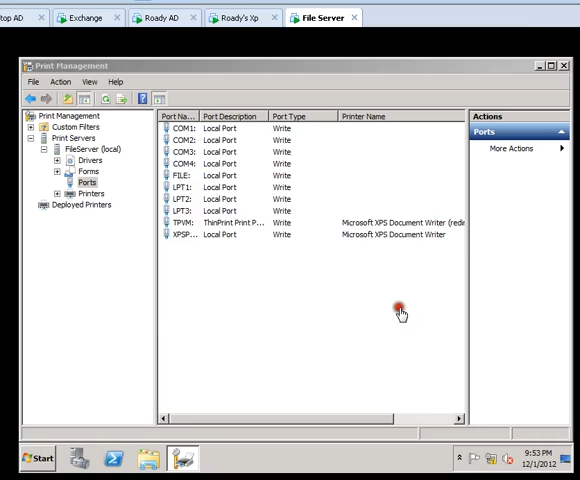 top AD
Exchange
Roady AD
Roady's Xp
File Server
Print Management
File Action View Help
Print Management
Custom Filters
Print Servers
FileServer (local)
Drivers
Forms
Ports
Printers
Deployed Printers
Port Na... Port Description Port Type Printer Name
COM1: Local Port Write
COM2: Local Port Write
COM3: Local Port Write
COM4: Local Port Write
FILE: Local Port Write
LPT1: Local Port Write
LPT2: Local Port Write
LPT3: Local Port Write
TPVM: ThinPrint Print P... Write Microsoft XPS Document Writer (redi
XPSP... Local Port Write Microsoft XPS Document Writer
Actions
Ports
More Actions
Start
9:53 PM
12/1/2012